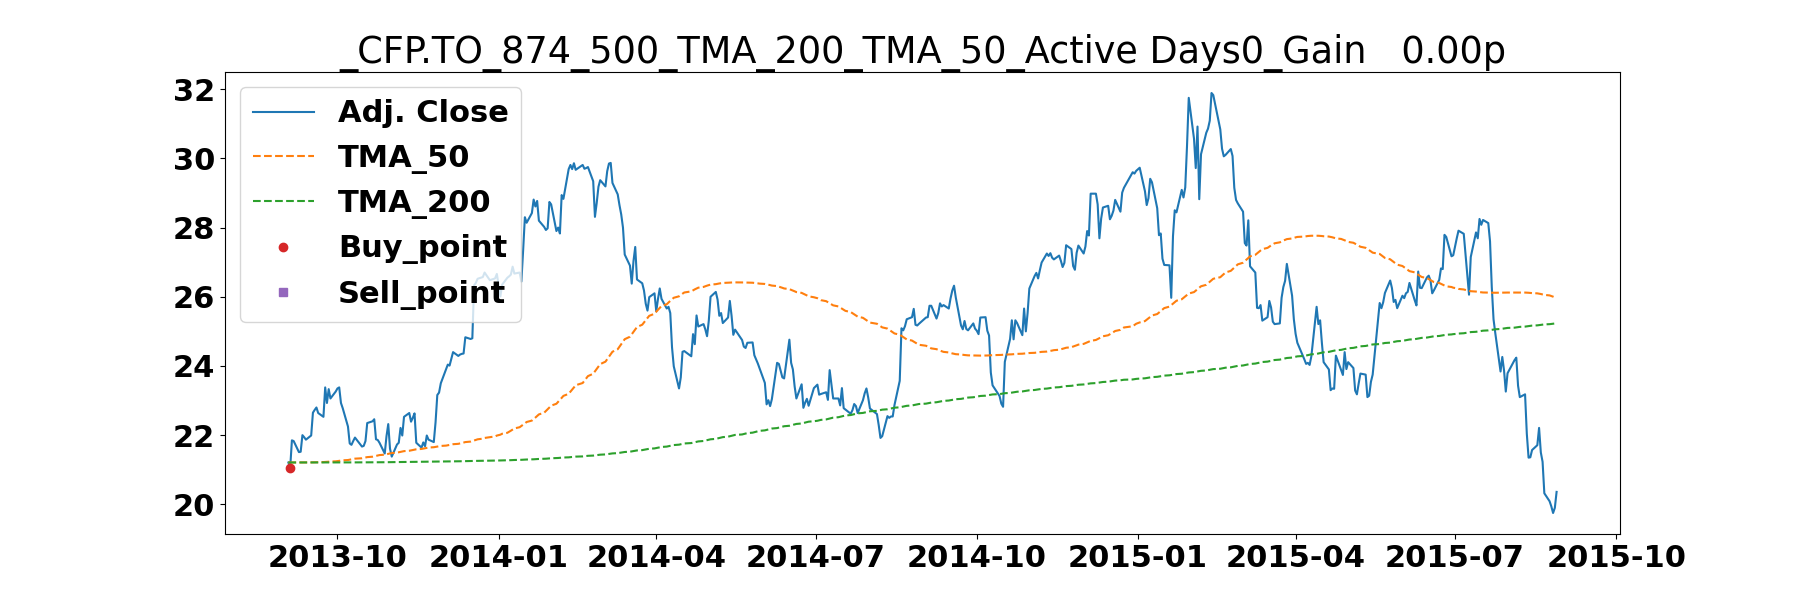 _CFP.TO_874_500_TMA_200_TMA_50_Active Days0_Gain   0.00p
32
30
28
26
24
22
20
Adj. Close
TMA_50
TMA_200
Buy_point
Sell_point
2013-10 2014-01 2014-04 2014-07 2014-10 2015-01 2015-04 2015-07 2015-10